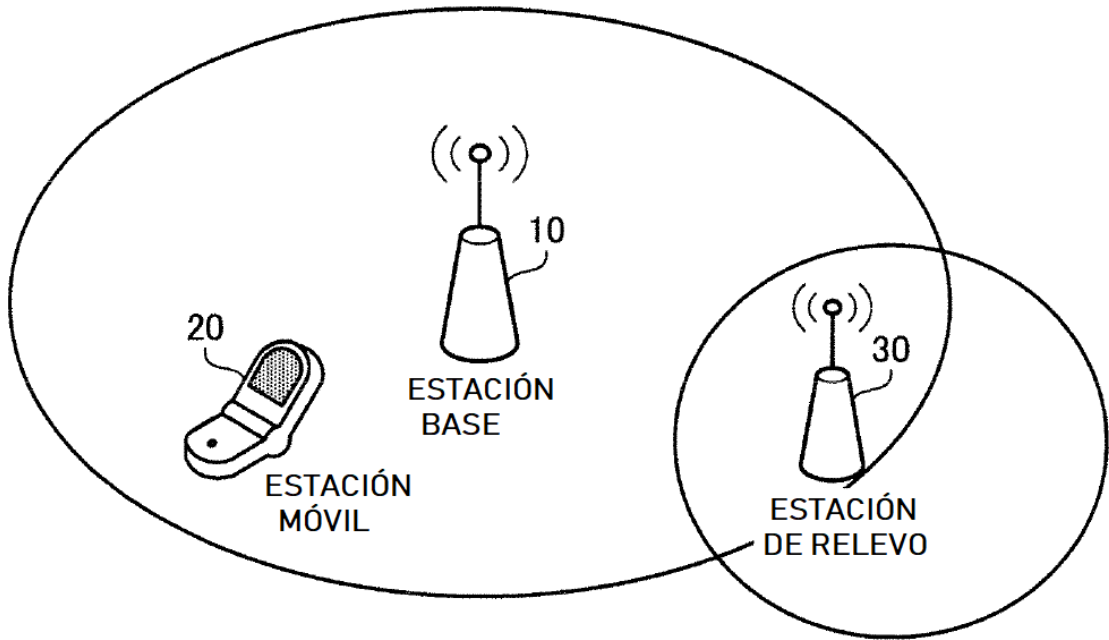 10
ESTACIÓN
BASE
20
ESTACIÓN
MÓVIL
30
ESTACIÓN
DE RELEVO